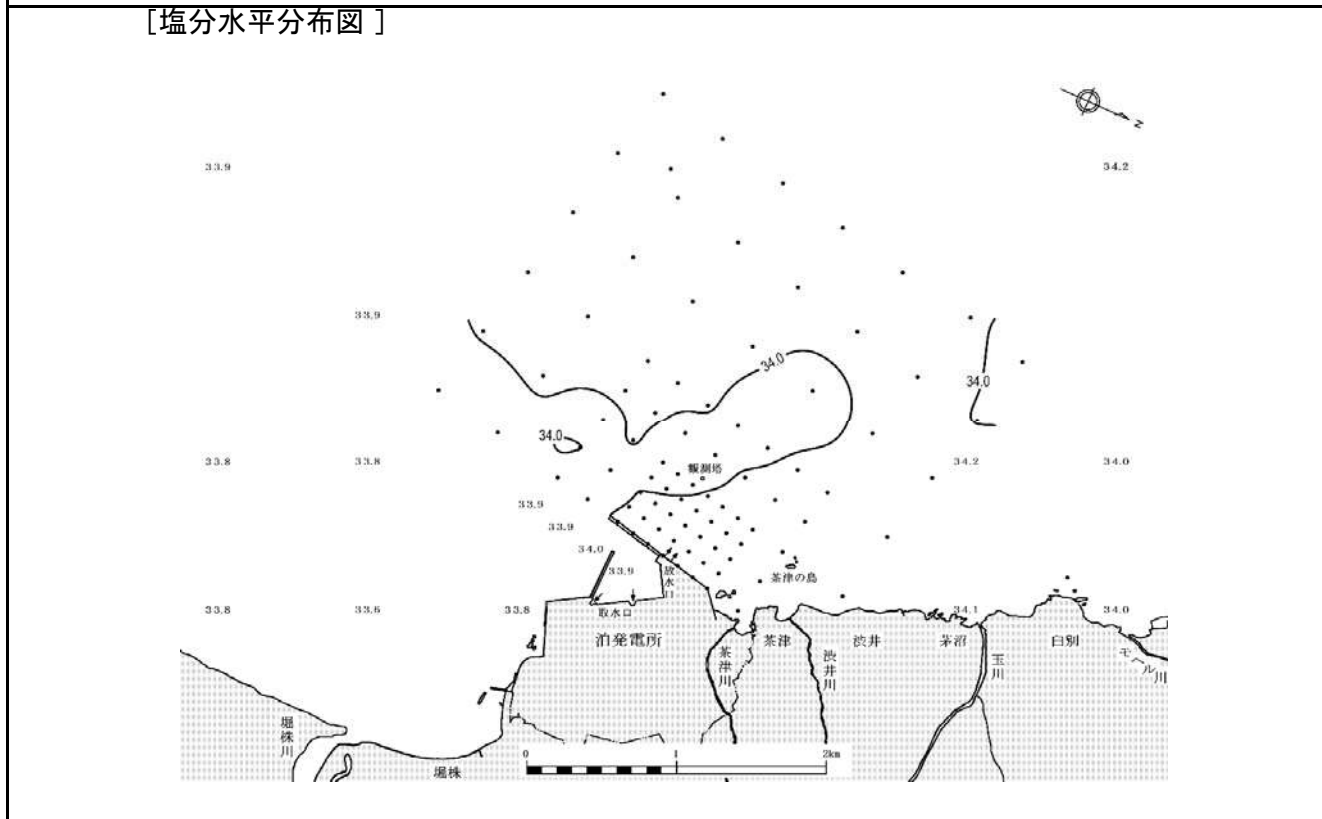 [塩分水平分布図 ]
N
33.9
34.2
33.9
34.0
34.0
34.0
33.8
33.8
34.2
34.0
観測塔
33.9
33.9
34.0
33.9
放水口
茶津の島
33.8
33.6
33.8
取水口
34.1
34.0
泊発電所
茶津川
茶津
渋井川
渋井
茅沼
玉川
臼別
モヘル川
堀株川
堀株
0
1
2km